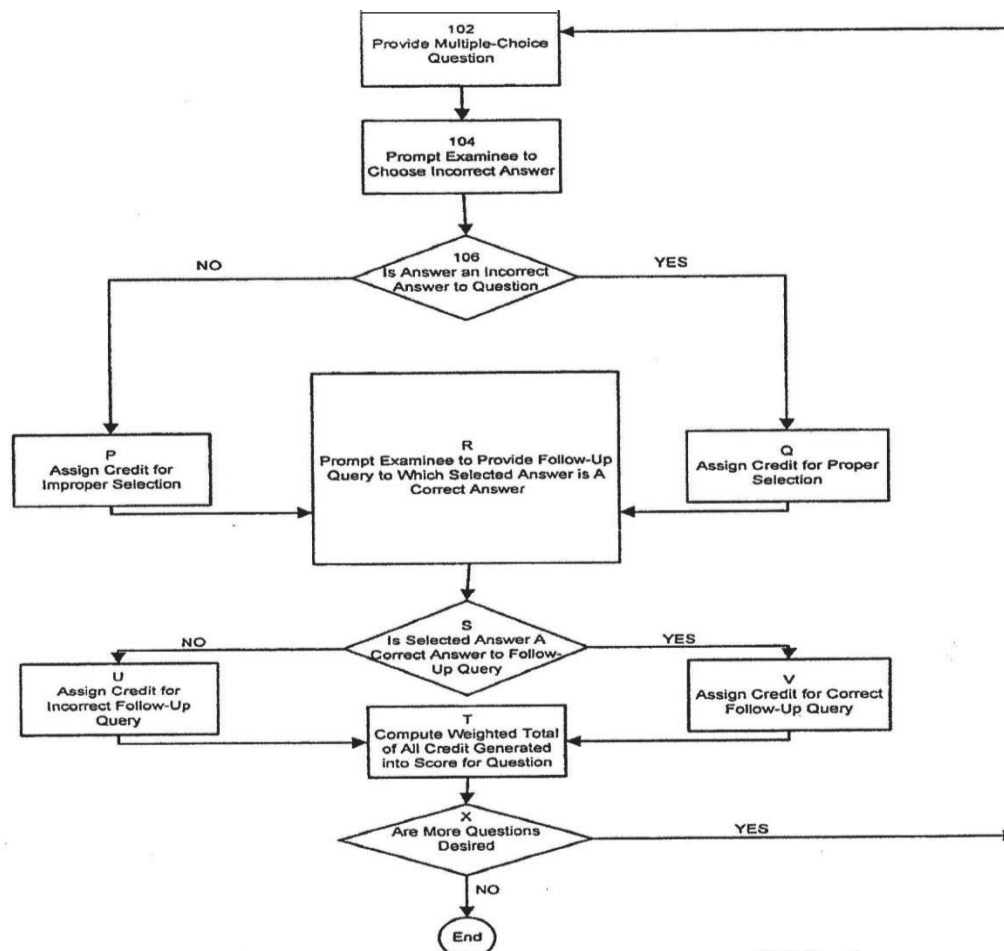 102
Provide Multiple-Choice
Question
104
Prompt Examinee to
Choose Incorrect Answer
106
Is Answer an Incorrect
Answer to Question
NO
YES
P
Assign Credit for
Improper Selection
R
Prompt Examinee to Provide Follow-Up
Query to Which Selected Answer is A
Correct Answer
Q
Assign Credit for Proper
Selection
S
Is Selected Answer A
Correct Answer to Follow-
Up Query
NO
YES
U
Assign Credit for
Incorrect Follow-Up
Query
V
Assign Credit for Correct
Follow-Up Query
T
Compute Weighted Total
of All Credit Generated
into Score for Question
X
Are More Questions
Desired
YES
NO
End